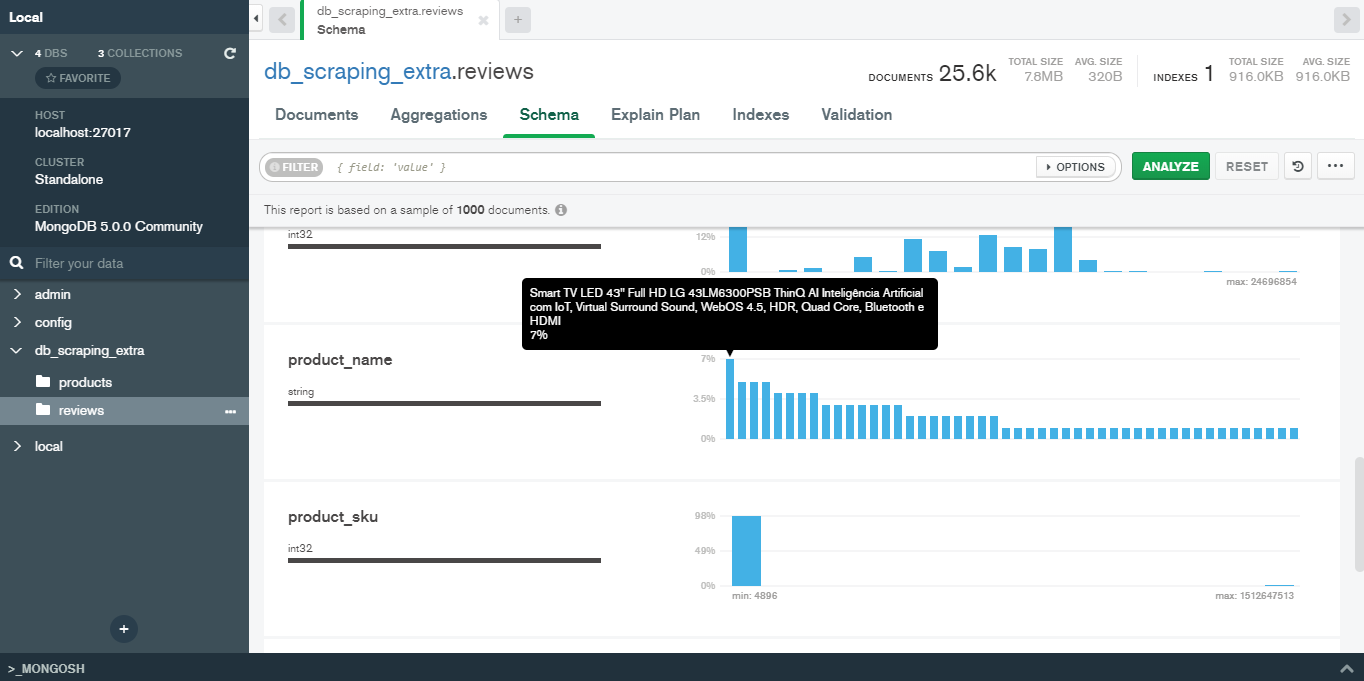 Local
4 DBS 3 COLLECTIONS
FAVORITE
HOST
localhost:27017
CLUSTER
Standalone
EDITION
MongoDB 5.0.0 Community
Filter your data
admin
config
db_scraping_extra
products
reviews
local
>_MONGOSH
db_scraping_extra.reviews
Schema
db_scraping_extra.reviews
DOCUMENTS 25.6k
TOTAL SIZE
7.8MB
AVG. SIZE
320B
INDEXES 1
TOTAL SIZE
916.0KB
AVG. SIZE
916.0KB
Documents Aggregations Schema Explain Plan Indexes Validation
FILTER { field: 'value' } OPTIONS ANALYZE RESET
This report is based on a sample of 1000 documents.
int32
12%
0%
max: 24696854
Smart TV LED 43" Full HD LG 43LM6300PSB ThinQ AI Inteligência Artificial
com IoT, Virtual Surround Sound, WebOS 4.5, HDR, Quad Core, Bluetooth e
HDMI
7%
product_name
string
7%
3.5%
0%
product_sku
int32
98%
49%
0%
min: 4896 max: 1512647513